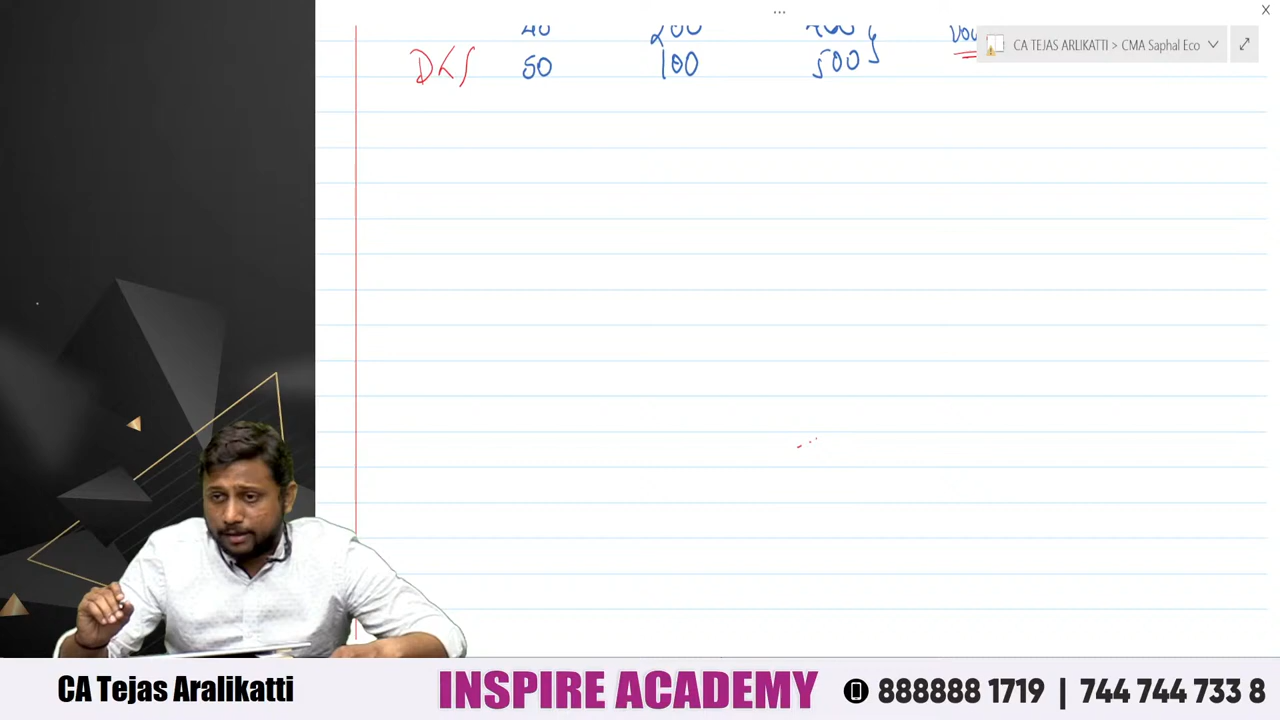 ...
CA TEJAS ARLIKATTI > CMA Saphal Eco
40 200 400
D<S 50 100 500
CA Tejas Aralikatti INSPIRE ACADEMY 888888 1719 | 744 744 733 8